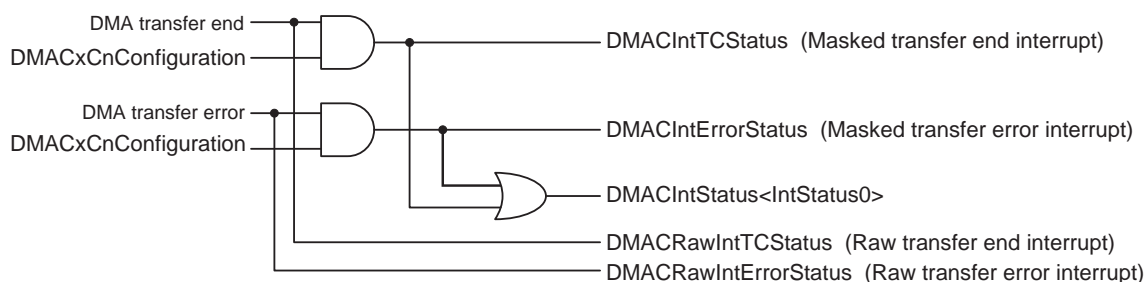 DMA transfer end
DMACxCnConfiguration
DMACIntTCStatus (Masked transfer end interrupt)
DMA transfer error
DMACxCnConfiguration
DMACIntErrorStatus (Masked transfer error interrupt)
DMACIntStatus<IntStatus0>
DMACRawIntTCStatus (Raw transfer end interrupt)
DMACRawIntErrorStatus (Raw transfer error interrupt)